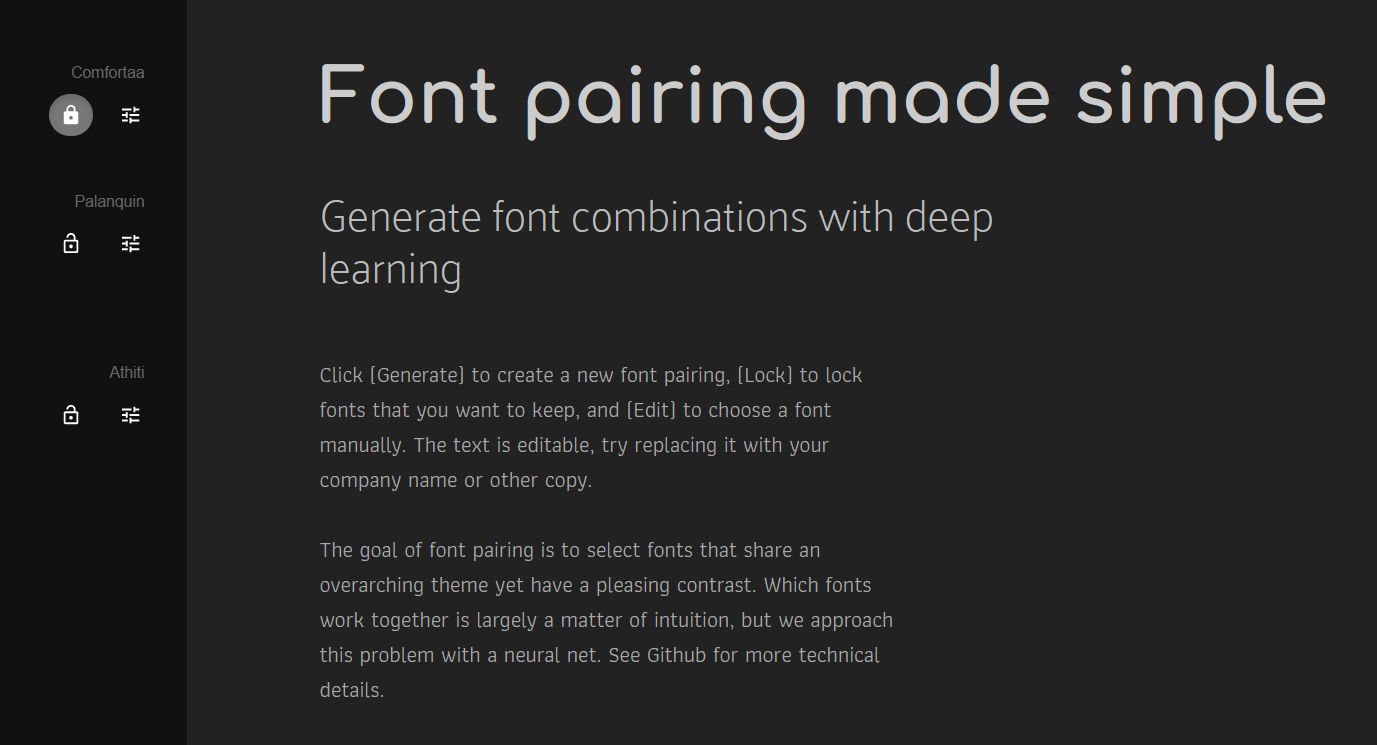 Comfortaa
Font pairing made simple
Palanquin
Generate font combinations with deep
learning
Athiti
Click [Generate] to create a new font pairing, [Lock] to lock
fonts that you want to keep, and [Edit] to choose a font
manually. The text is editable, try replacing it with your
company name or other copy.
The goal of font pairing is to select fonts that share an
overarching theme yet have a pleasing contrast. Which fonts
work together is largely a matter of intuition, but we approach
this problem with a neural net. See Github for more technical
details.